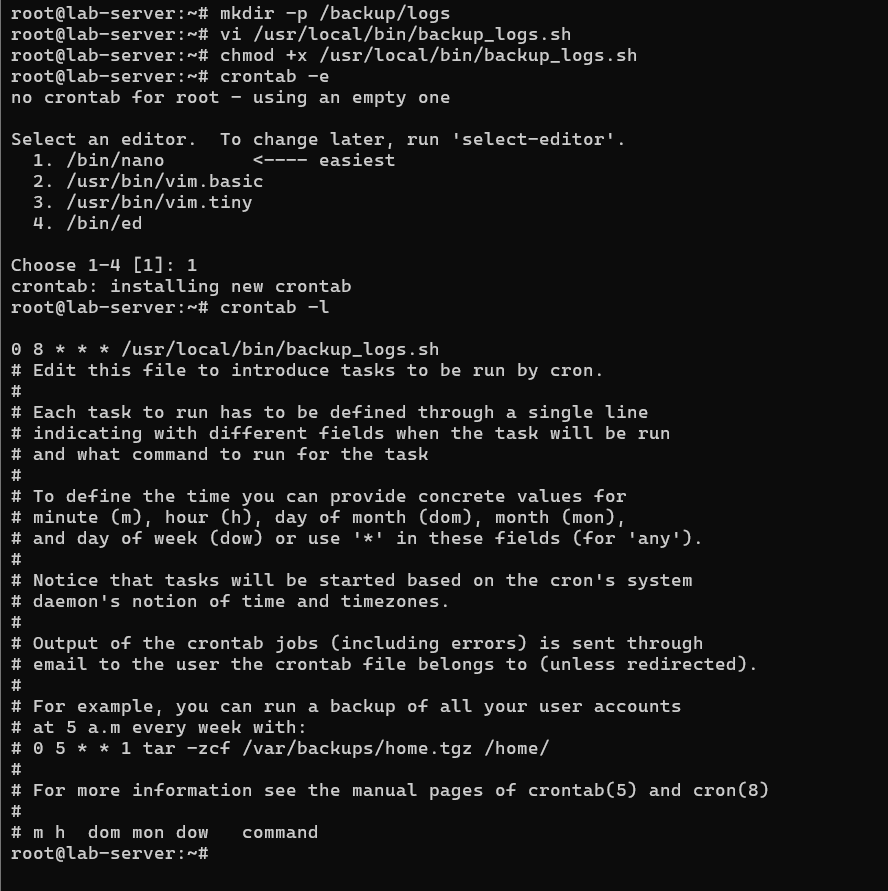 root@lab-server:~# mkdir -p /backup/logs
root@lab-server:~# vi /usr/local/bin/backup_logs.sh
root@lab-server:~# chmod +x /usr/local/bin/backup_logs.sh
root@lab-server:~# crontab -e
no crontab for root - using an empty one

Select an editor.  To change later, run 'select-editor'.
  1. /bin/nano        <---- easiest
  2. /usr/bin/vim.basic
  3. /usr/bin/vim.tiny
  4. /bin/ed

Choose 1-4 [1]: 1
crontab: installing new crontab
root@lab-server:~# crontab -l

0 8 * * * /usr/local/bin/backup_logs.sh
# Edit this file to introduce tasks to be run by cron.
#
# Each task to run has to be defined through a single line
# indicating with different fields when the task will be run
# and what command to run for the task
#
# To define the time you can provide concrete values for
# minute (m), hour (h), day of month (dom), month (mon),
# and day of week (dow) or use '*' in these fields (for 'any').
#
# Notice that tasks will be started based on the cron's system
# daemon's notion of time and timezones.
#
# Output of the crontab jobs (including errors) is sent through
# email to the user the crontab file belongs to (unless redirected).
#
# For example, you can run a backup of all your user accounts
# at 5 a.m every week with:
# 0 5 * * 1 tar -zcf /var/backups/home.tgz /home/
#
# For more information see the manual pages of crontab(5) and cron(8)
#
# m h  dom mon dow   command
root@lab-server:~#